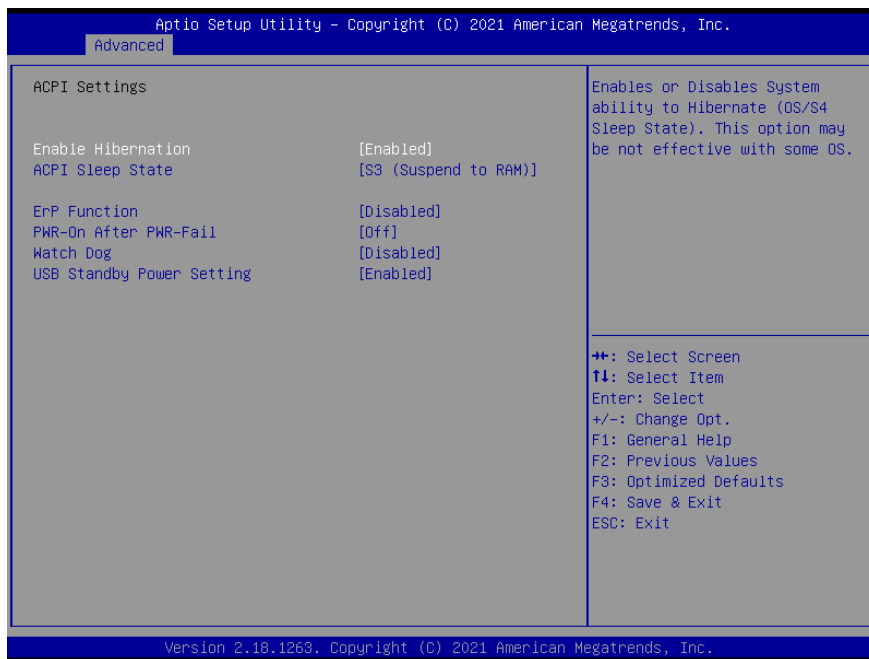 Aptio Setup Utility – Copyright (C) 2021 American Megatrends, Inc.
Advanced
ACPI Settings
Enable Hibernation [Enabled]
ACPI Sleep State [S3 (Suspend to RAM)]
ErP Function [Disabled]
PWR-On After PWR-Fail [Off]
Watch Dog [Disabled]
USB Standby Power Setting [Enabled]
Enables or Disables System
ability to Hibernate (OS/S4
Sleep State). This option may
be not effective with some OS.
→←: Select Screen
↑↓: Select Item
Enter: Select
+/-: Change Opt.
F1: General Help
F2: Previous Values
F3: Optimized Defaults
F4: Save & Exit
ESC: Exit
Version 2.18.1263. Copyright (C) 2021 American Megatrends, Inc.